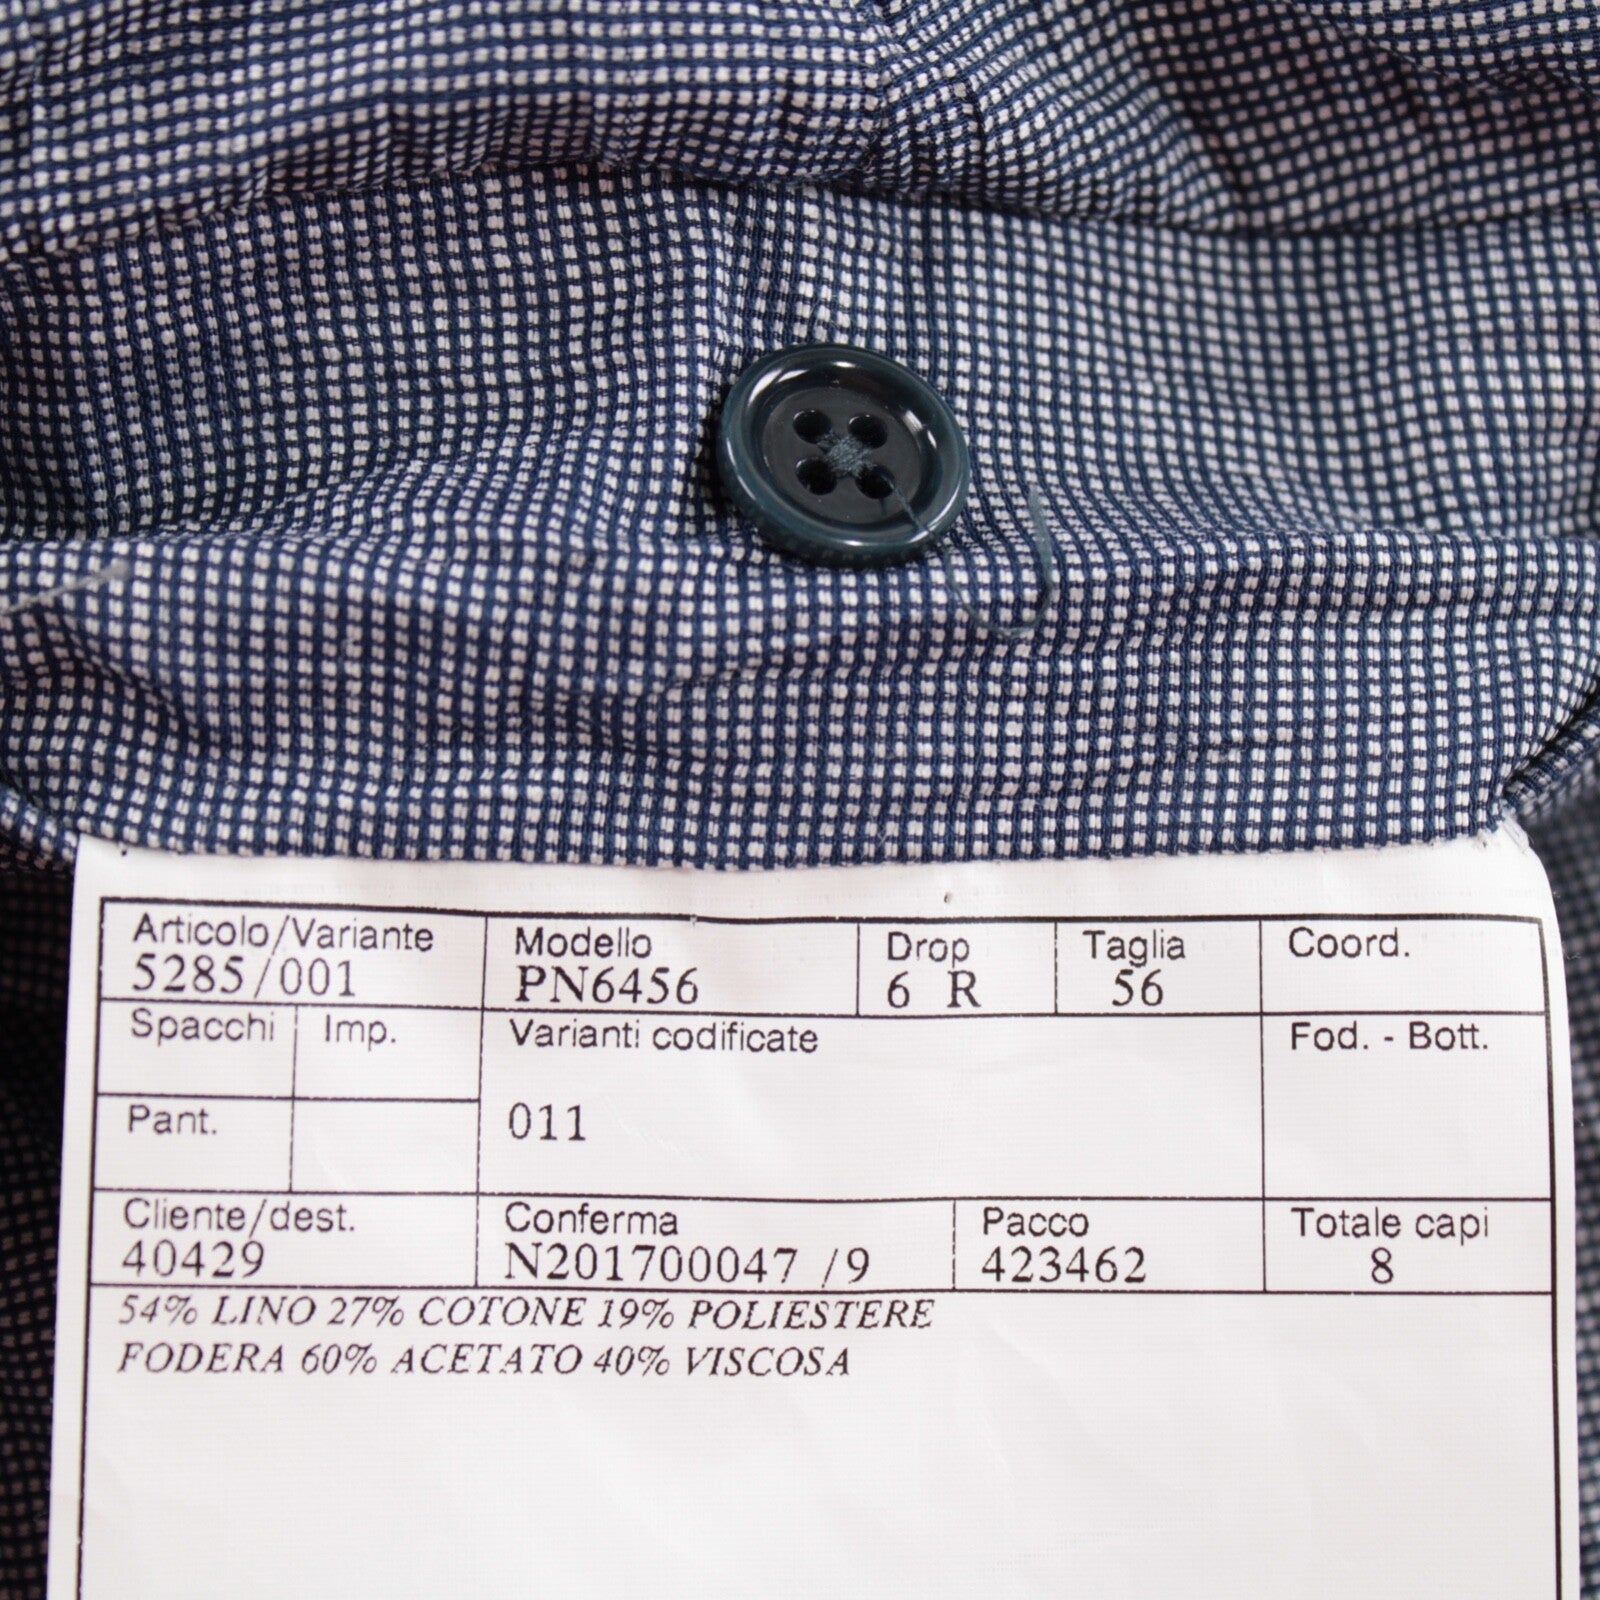 Articolo/Variante Modello Drop Taglia Coord.
5285/001 PN6456 6 R 56
Spacchi Imp. Varianti codificate Fod. - Bott.
Pant. 011
Cliente/dest. Conferma Pacco Totale capi
40429 N201700047 /9 423462 8
54% LINO 27% COTONE 19% POLIESTERE
FODERA 60% ACETATO 40% VISCOSA